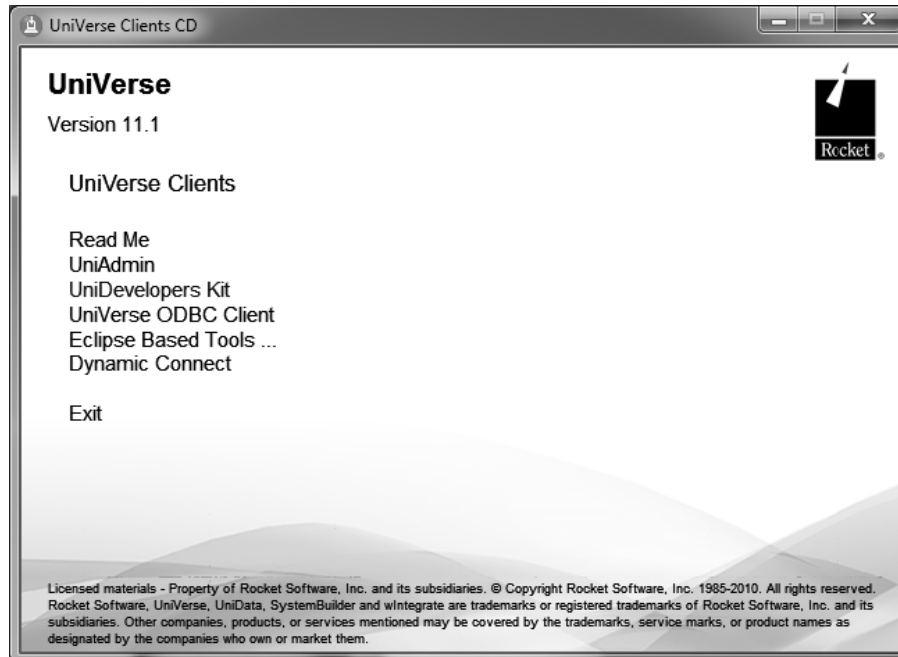 UniVerse Clients CD
UniVerse
Version 11.1
Rocket ®
UniVerse Clients
Read Me
UniAdmin
UniDevelopers Kit
UniVerse ODBC Client
Eclipse Based Tools ...
Dynamic Connect
Exit
Licensed materials - Property of Rocket Software, Inc. and its subsidiaries. © Copyright Rocket Software, Inc. 1985-2010. All rights reserved.
Rocket Software, UniVerse, UniData, SystemBuilder and wIntegrate are trademarks or registered trademarks of Rocket Software, Inc. and its
subsidiaries. Other companies, products, or services mentioned may be covered by the trademarks, service marks, or product names as
designated by the companies who own or market them.